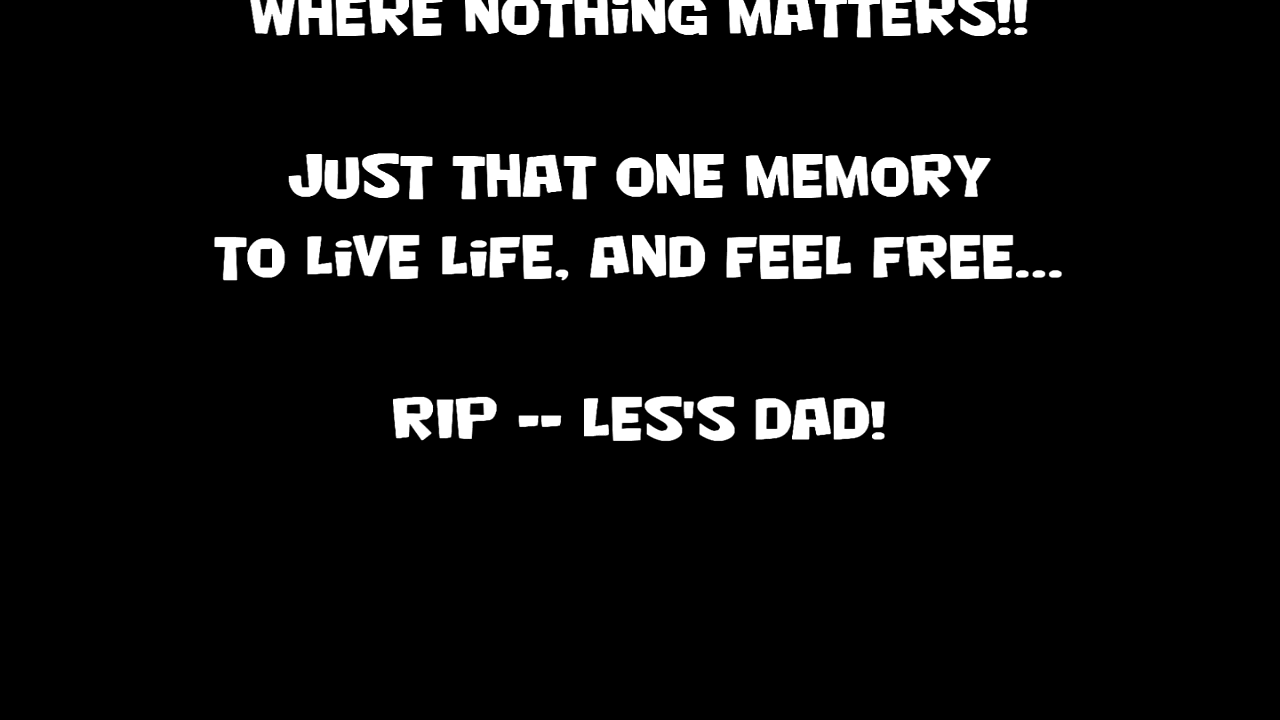 WHERE NOTHiNG MATTERS!!
JUST THAT ONE MEMORY
TO LiVE LiFE, AND FEEL FREE...
RIP -- LES'S DAD!